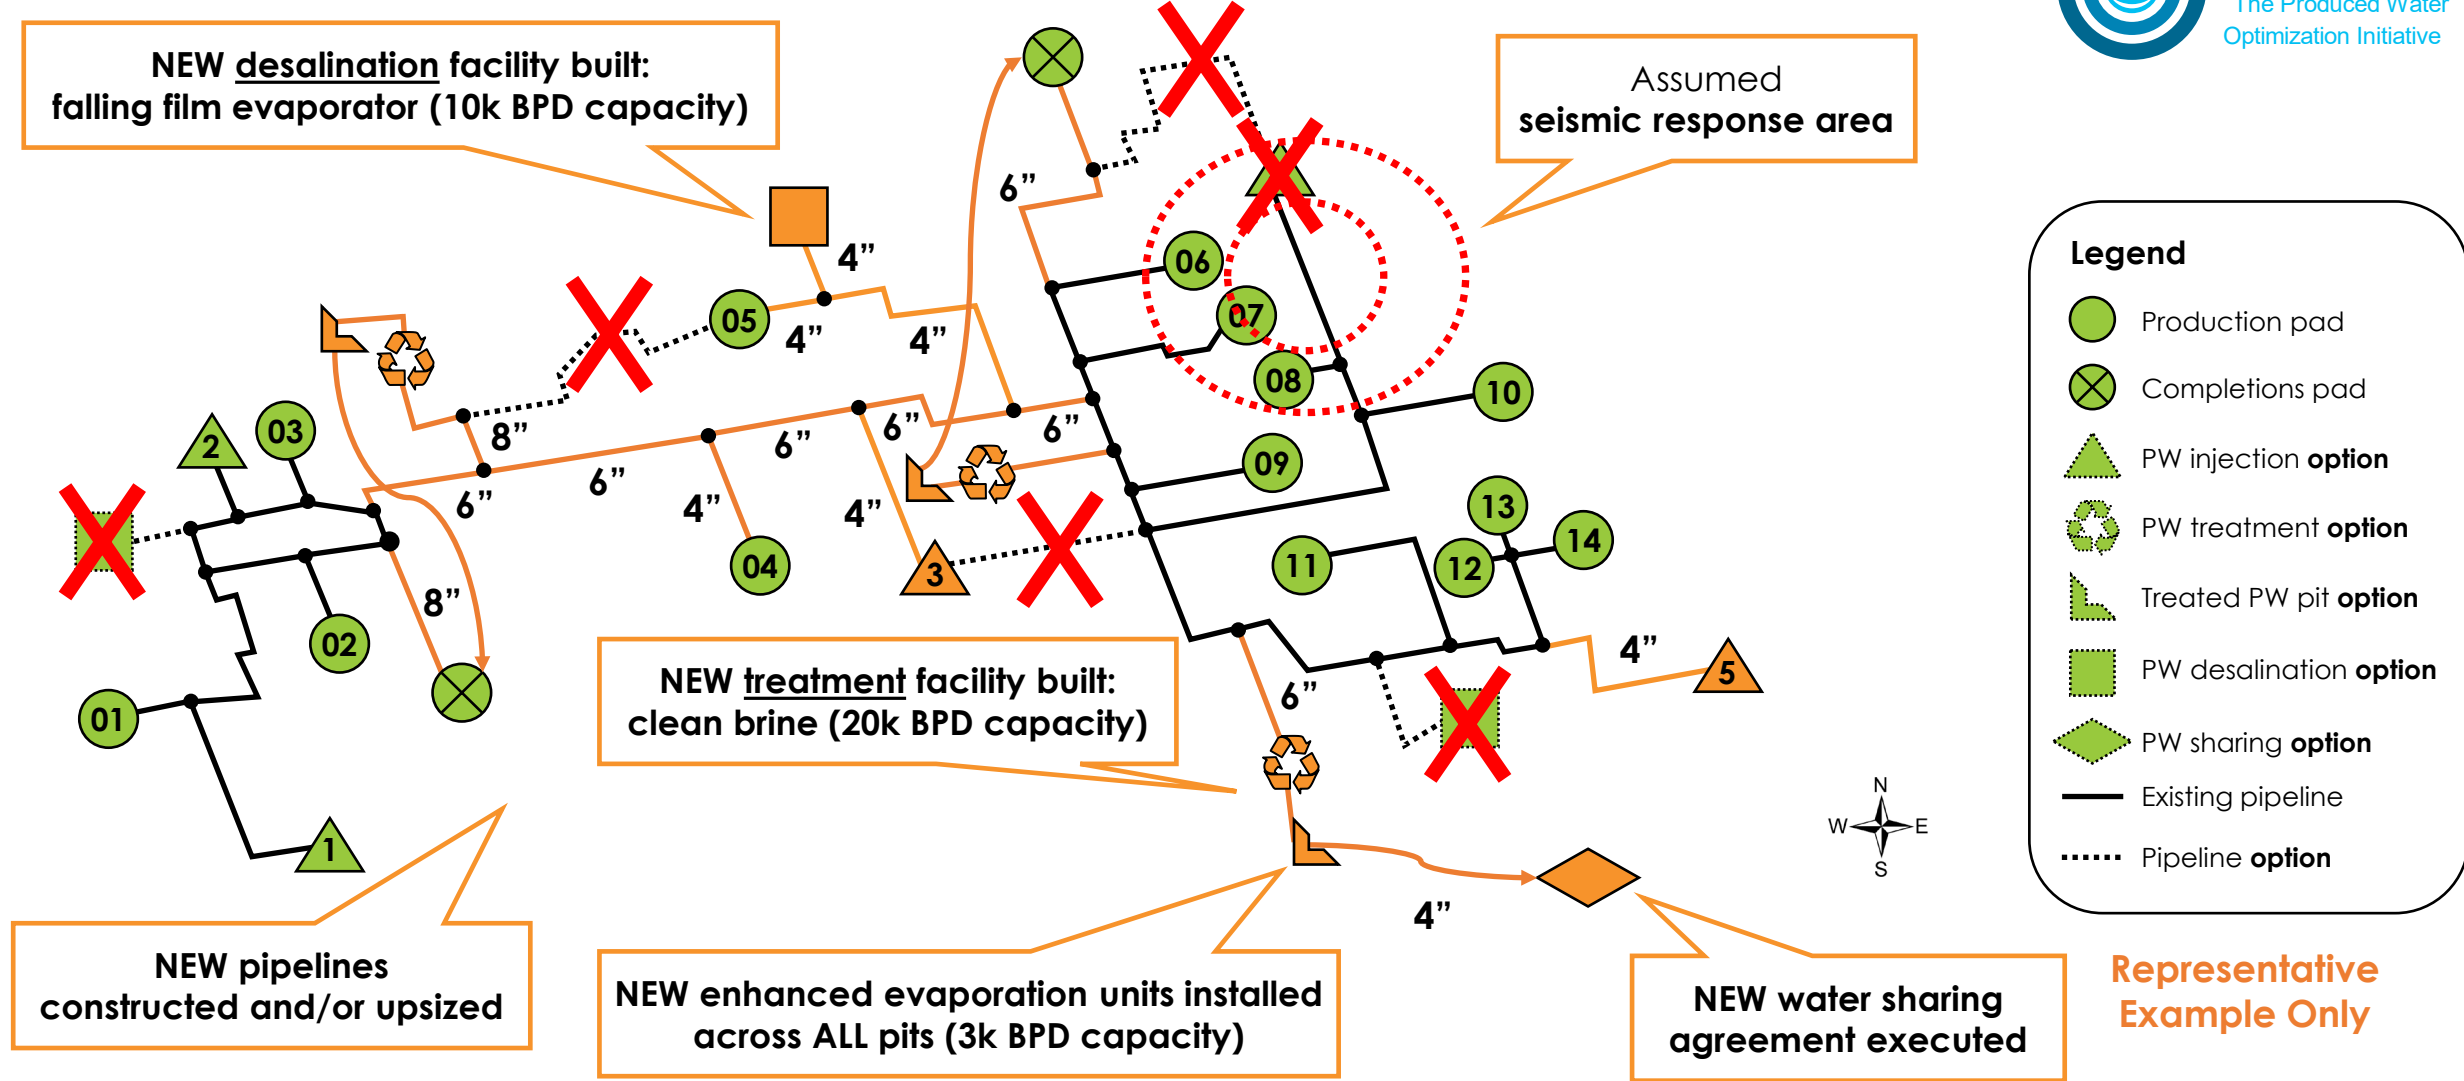 The Produced Water
Optimization Initiative
NEW desalination facility built:
falling film evaporator (10k BPD capacity)
Assumed
seismic response area
6”
4”
4”
4”
8”
6”
6”
6”
6”
6”
4”
4”
8”
6”
4”
4”
01
02
03
04
05
06
07
08
09
10
11
12
13
14
1
2
3
5
NEW treatment facility built:
clean brine (20k BPD capacity)
NEW pipelines
constructed and/or upsized
NEW enhanced evaporation units installed
across ALL pits (3k BPD capacity)
NEW water sharing
agreement executed
N
W
E
S
Legend
Production pad
Completions pad
PW injection option
PW treatment option
Treated PW pit option
PW desalination option
PW sharing option
Existing pipeline
Pipeline option
Representative
Example Only